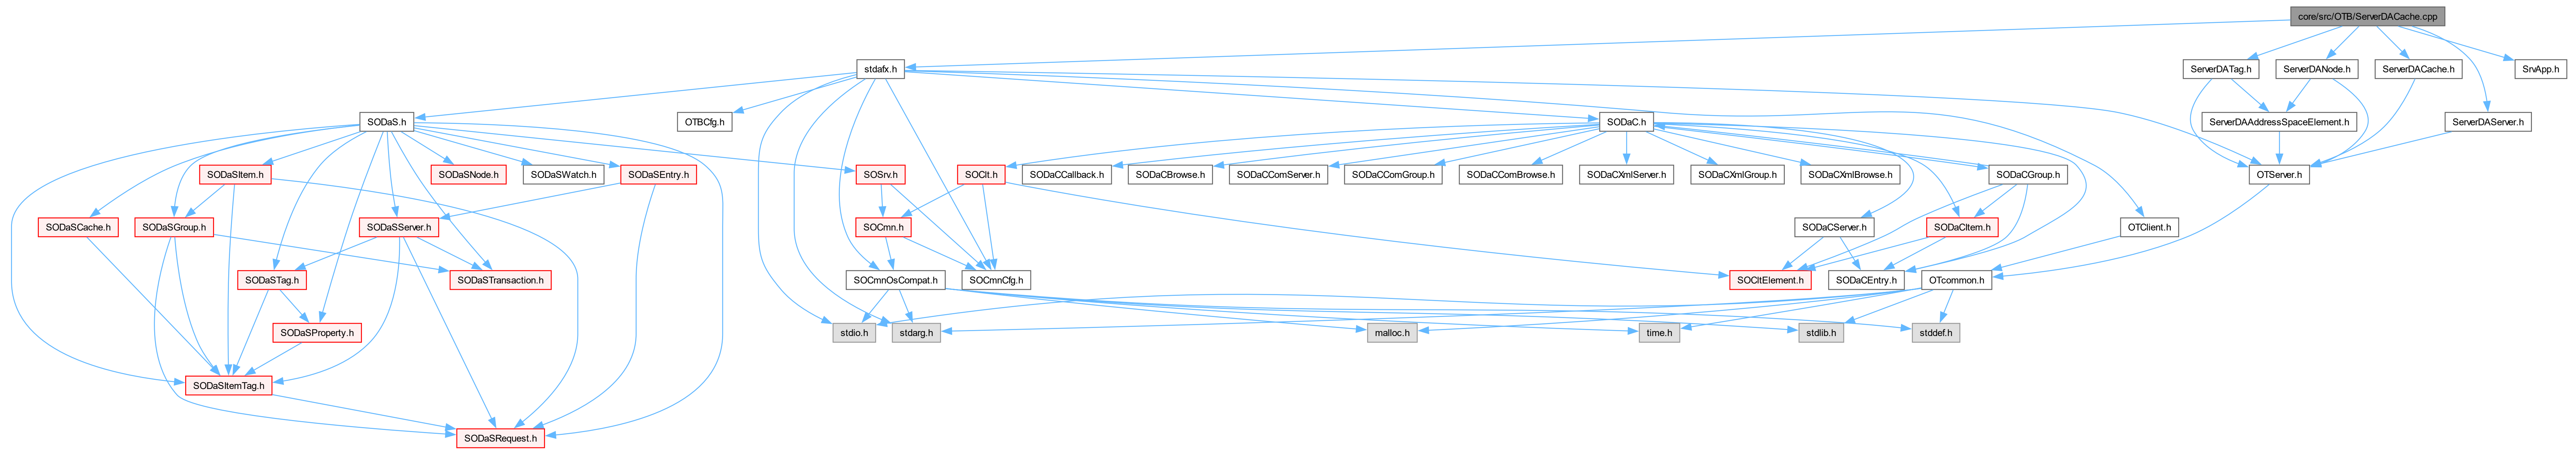 core/src/OTB/ServerDACache.cpp
stdafx.h
ServerDATag.h
ServerDANode.h
ServerDACache.h
SrvApp.h
SODaS.h
OTBCfg.h
SODaC.h
ServerDAAddressSpaceElement.h
ServerDAServer.h
SODaSItem.h
SODaSNode.h
SODaSWatch.h
SODaSEntry.h
SOSrv.h
SOClt.h
SODaCCallback.h
SODaCBrowse.h
SODaCComServer.h
SODaCComGroup.h
SODaCComBrowse.h
SODaCXmlServer.h
SODaCXmlGroup.h
SODaCXmlBrowse.h
SODaCGroup.h
OTServer.h
SODaSCache.h
SODaSGroup.h
SODaSServer.h
SOCmn.h
SODaCServer.h
SODaCItem.h
OTClient.h
SODaSTag.h
SODaSTransaction.h
SOCmnOsCompat.h
SOCmnCfg.h
SOCltElement.h
SODaCEntry.h
OTcommon.h
SODaSProperty.h
stdio.h
stdarg.h
malloc.h
time.h
stdlib.h
stddef.h
SODaSItemTag.h
SODaSRequest.h